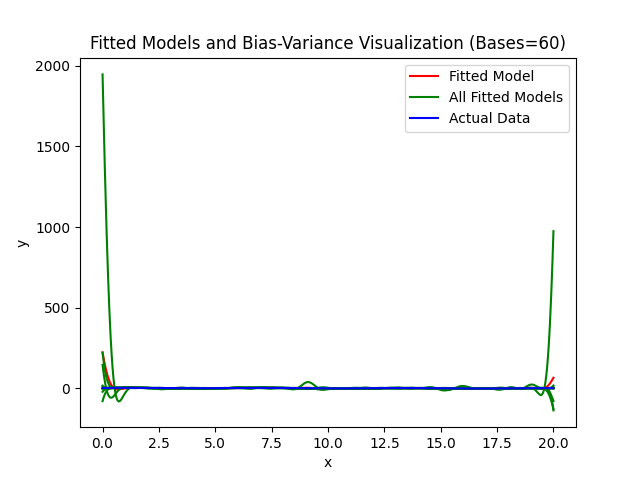 Fitted Models and Bias-Variance Visualization (Bases=60)
Fitted Model
All Fitted Models
Actual Data
2000
1500
1000
500
0
y
0.0 2.5 5.0 7.5 10.0 12.5 15.0 17.5 20.0
x